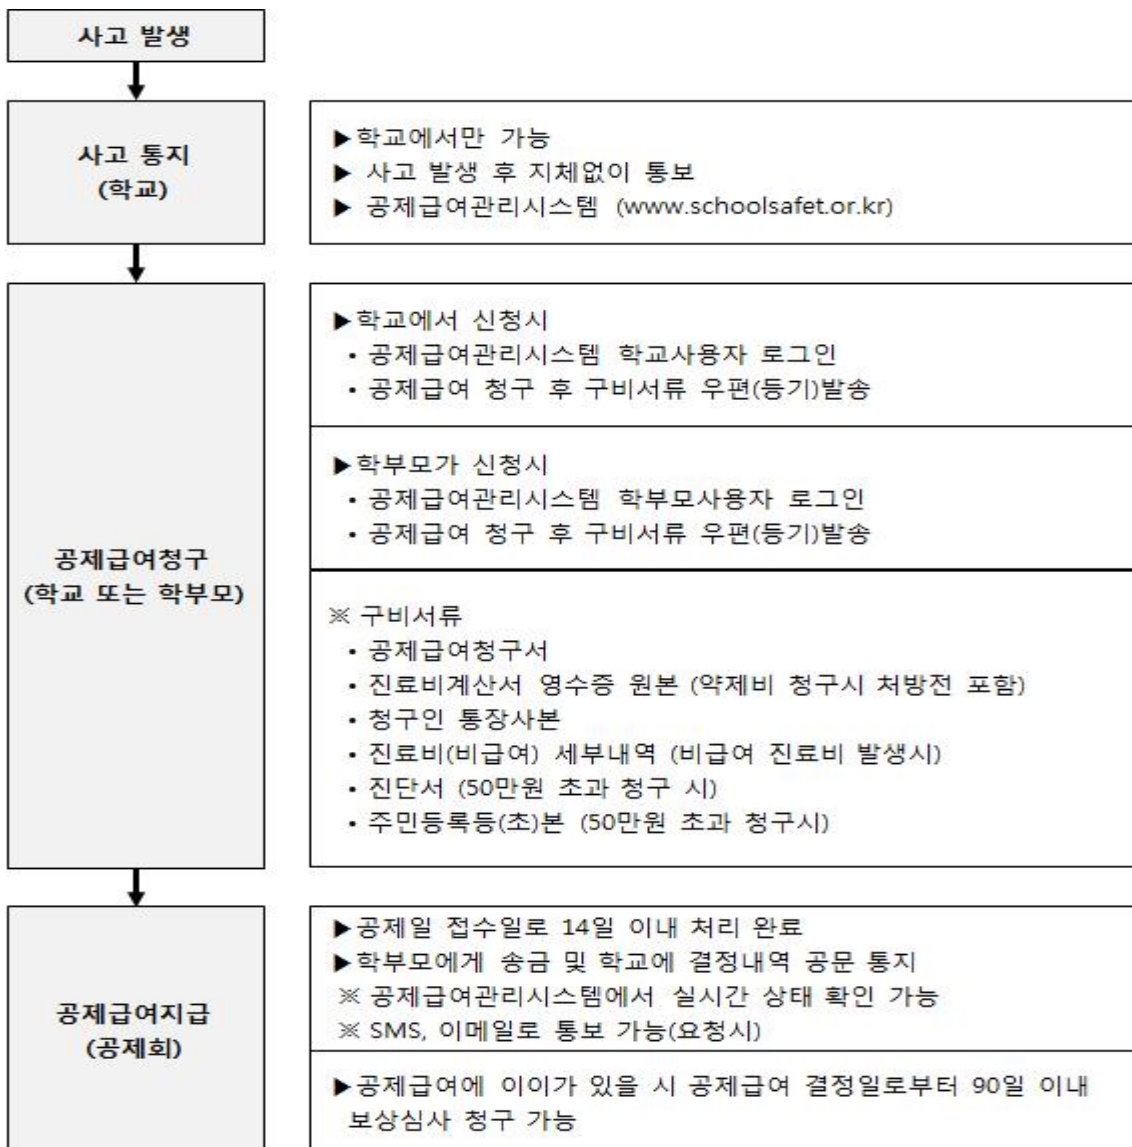 사고 발생
사고 통지
(학교)
▶학교에서만 가능
▶ 사고 발생 후 지체없이 통보
▶ 공제급여관리시스템 (www.schoolsafet.or.kr)
공제급여청구
(학교 또는 학부모)
▶학교에서 신청시
• 공제급여관리시스템 학교사용자 로그인
• 공제급여 청구 후 구비서류 우편(등기)발송
▶학부모가 신청시
• 공제급여관리시스템 학부모사용자 로그인
• 공제급여 청구 후 구비서류 우편(등기)발송
※ 구비서류
• 공제급여청구서
• 진료비계산서 영수증 원본 (약제비 청구시 처방전 포함)
• 청구인 통장사본
• 진료비(비급여) 세부내역 (비급여 진료비 발생시)
• 진단서 (50만원 초과 청구 시)
• 주민등록등(초)본 (50만원 초과 청구시)
공제급여지급
(공제회)
▶공제일 접수일로 14일 이내 처리 완료
▶학부모에게 송금 및 학교에 결정내역 공문 통지
※ 공제급여관리시스템에서 실시간 상태 확인 가능
※ SMS, 이메일로 통보 가능(요청시)
▶공제급여에 이이가 있을 시 공제급여 결정일로부터 90일 이내
보상심사 청구 가능